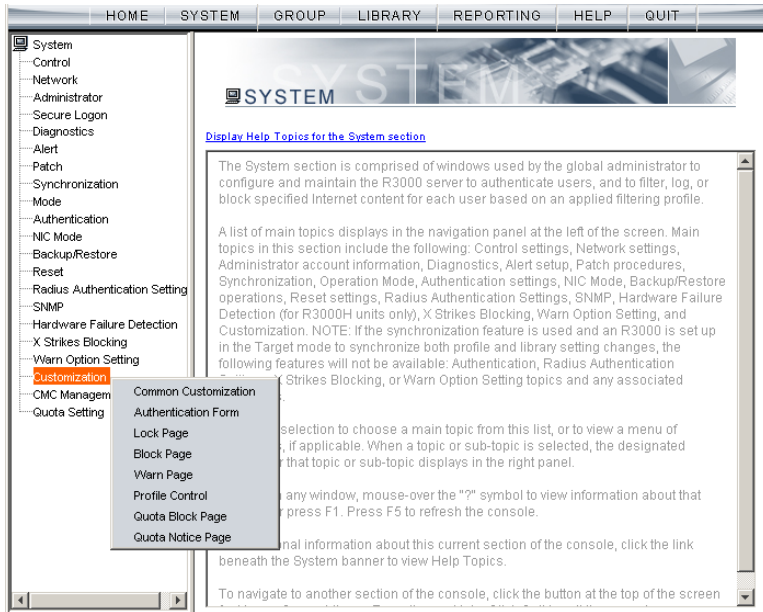 HOME SYSTEM GROUP LIBRARY REPORTING HELP QUIT
System
Control
Network
Administrator
Secure Logon
Diagnostics
Alert
Patch
Synchronization
Mode
Authentication
NIC Mode
Backup/Restore
Reset
Radius Authentication Setting
SNMP
Hardware Failure Detection
X Strikes Blocking
Warn Option Setting
Customization
CMC Managem
Quota Setting
Common Customization
Authentication Form
Lock Page
Block Page
Warn Page
Profile Control
Quota Block Page
Quota Notice Page
SYSTEM
SYSTEM
Display Help Topics for the System section
The System section is comprised of windows used by the global administrator to
configure and maintain the R3000 server to authenticate users, and to filter, log, or
block specified Internet content for each user based on an applied filtering profile.
A list of main topics displays in the navigation panel at the left of the screen. Main
topics in this section include the following: Control settings, Network settings,
Administrator account information, Diagnostics, Alert setup, Patch procedures,
Synchronization, Operation Mode, Authentication settings, NIC Mode, Backup/Restore
operations, Reset settings, Radius Authentication Settings, SNMP, Hardware Failure
Detection (for R3000H units only), X Strikes Blocking, Warn Option Setting, and
Customization. NOTE: If the synchronization feature is used and an R3000 is set up
in the Target mode to synchronize both profile and library setting changes, the
following features will not be available: Authentication, Radius Authentication
X Strikes Blocking, or Warn Option Setting topics and any associated
selection to choose a main topic from this list, or to view a menu of
, if applicable. When a topic or sub-topic is selected, the designated
that topic or sub-topic displays in the right panel.
any window, mouse-over the "?" symbol to view information about that
press F1. Press F5 to refresh the console.
onal information about this current section of the console, click the link
beneath the System banner to view Help Topics.
To navigate to another section of the console, click the button at the top of the screen